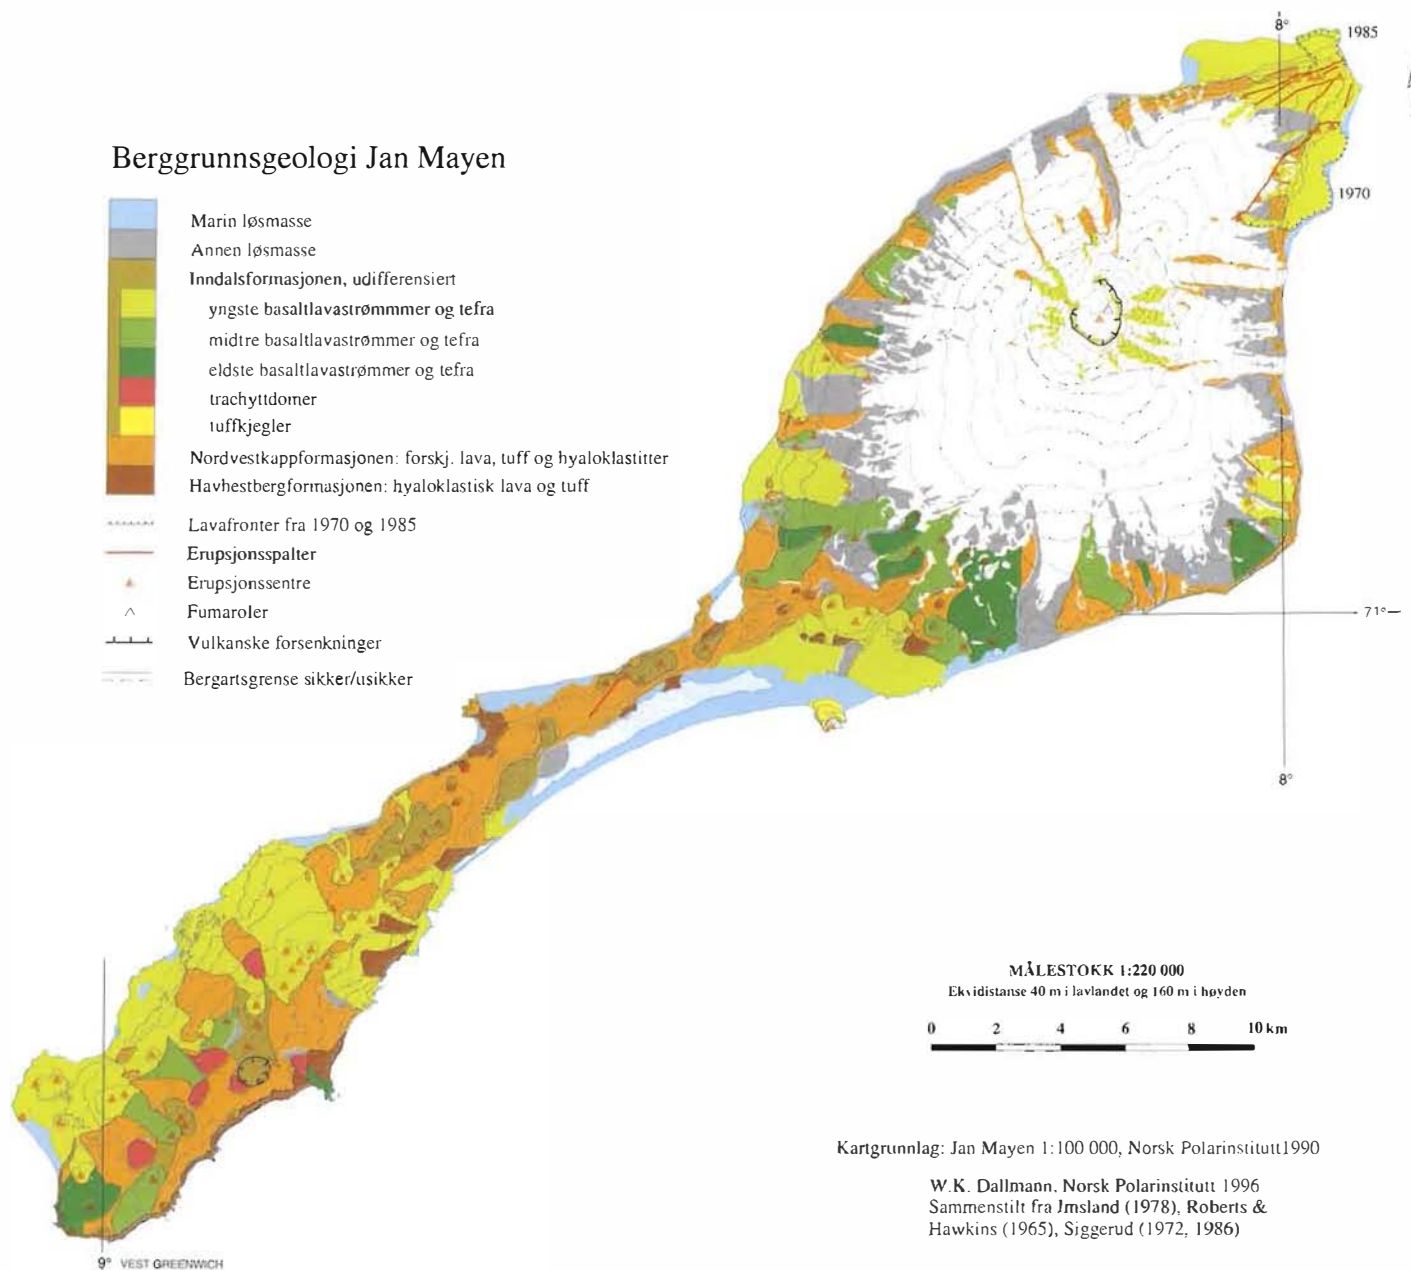 8°
1985
1970
Berggrunnsgeologi Jan Mayen
Marin løsmasse
Annen løsmasse
Inndalsformasjonen, udifferensiert
yngste basaltlavastrømmmer og tefra
midtre basaltlavastrømmer og tefra
eldste basaltlavastrømmer og tefra
trachyttdomer
tuffkjegler
Nordvestkappformasjonen: forskj. lava, tuff og hyaloklastitter
Havhestbergformasjonen: hyaloklastisk lava og tuff
Lavafronter fra 1970 og 1985
Erupsjonsspalter
Erupsjonssentre
Fumaroler
Vulkanske forsenkninger
Bergartsgrense sikker/usikker
71°
8°
MÅLESTOKK 1:220 000
Ekvidistanse 40 m i lavlandet og 160 m i høyden
0 2 4 6 8 10 km
Kartgrunnlag: Jan Mayen 1:100 000, Norsk Polarinstitutt 1990
W.K. Dallmann, Norsk Polarinstitutt 1996
Sammenstilt fra Imsland (1978), Roberts &
Hawkins (1965), Siggerud (1972, 1986)
9° VEST GREENWICH